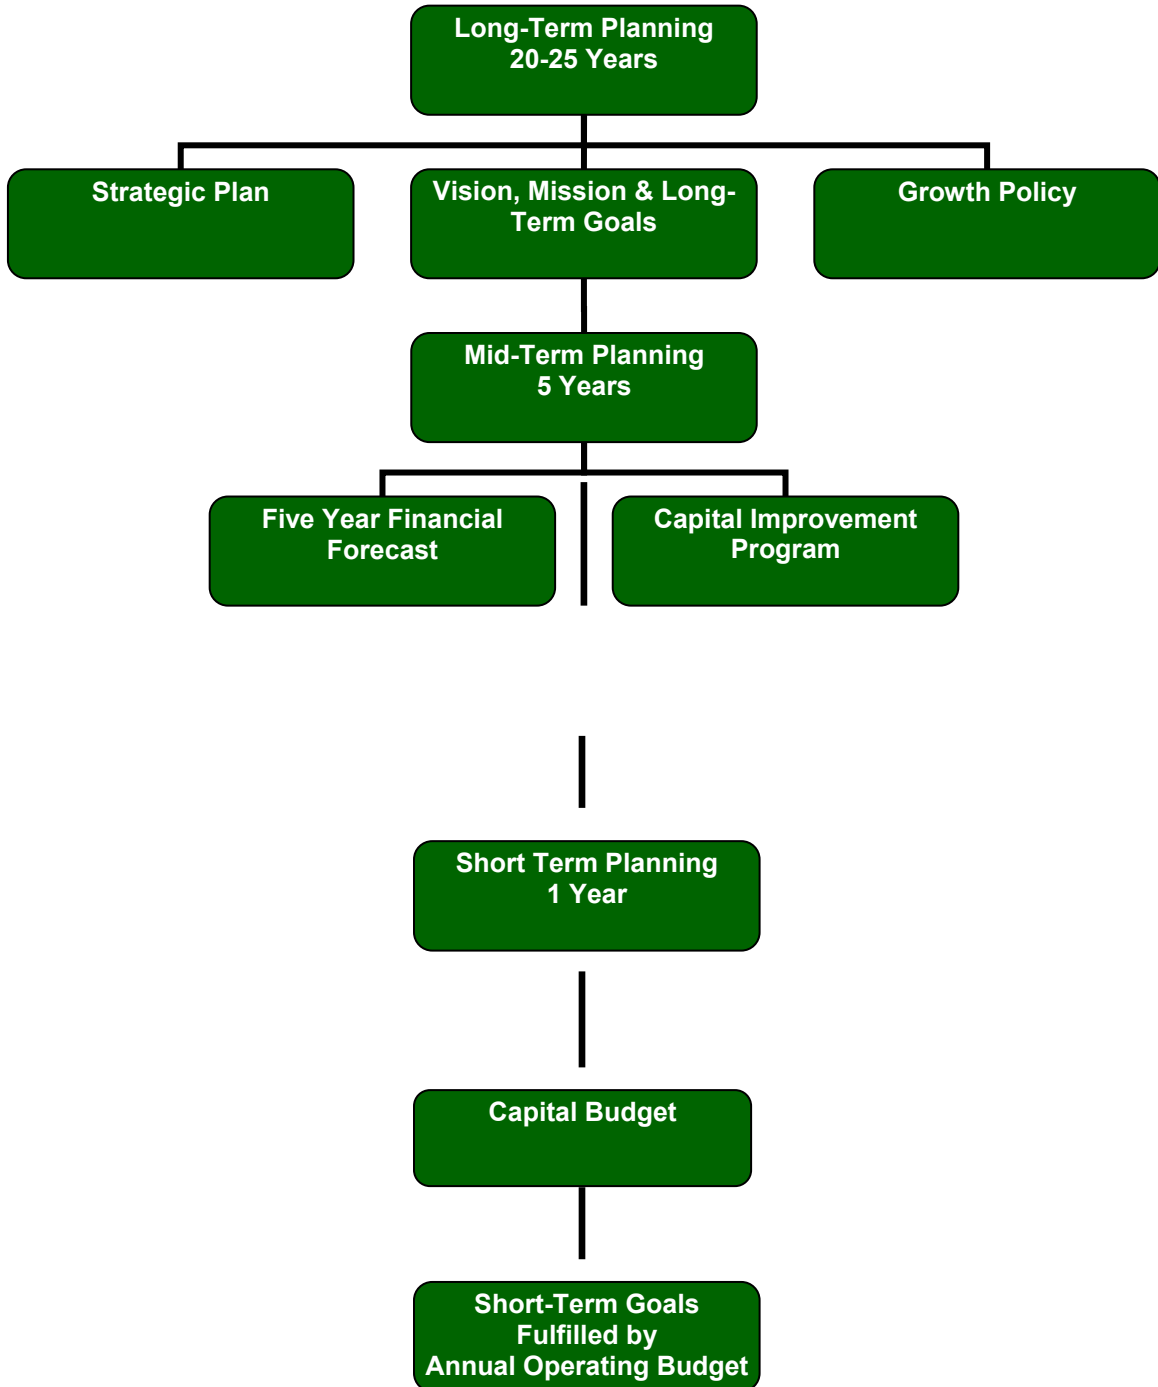 Long-Term Planning
20-25 Years
Strategic Plan
Vision, Mission & Long-
Term Goals
Growth Policy
Mid-Term Planning
5 Years
Five Year Financial
Forecast
Capital Improvement
Program
Short Term Planning
1 Year
Capital Budget
Short-Term Goals
Fulfilled by
Annual Operating Budget